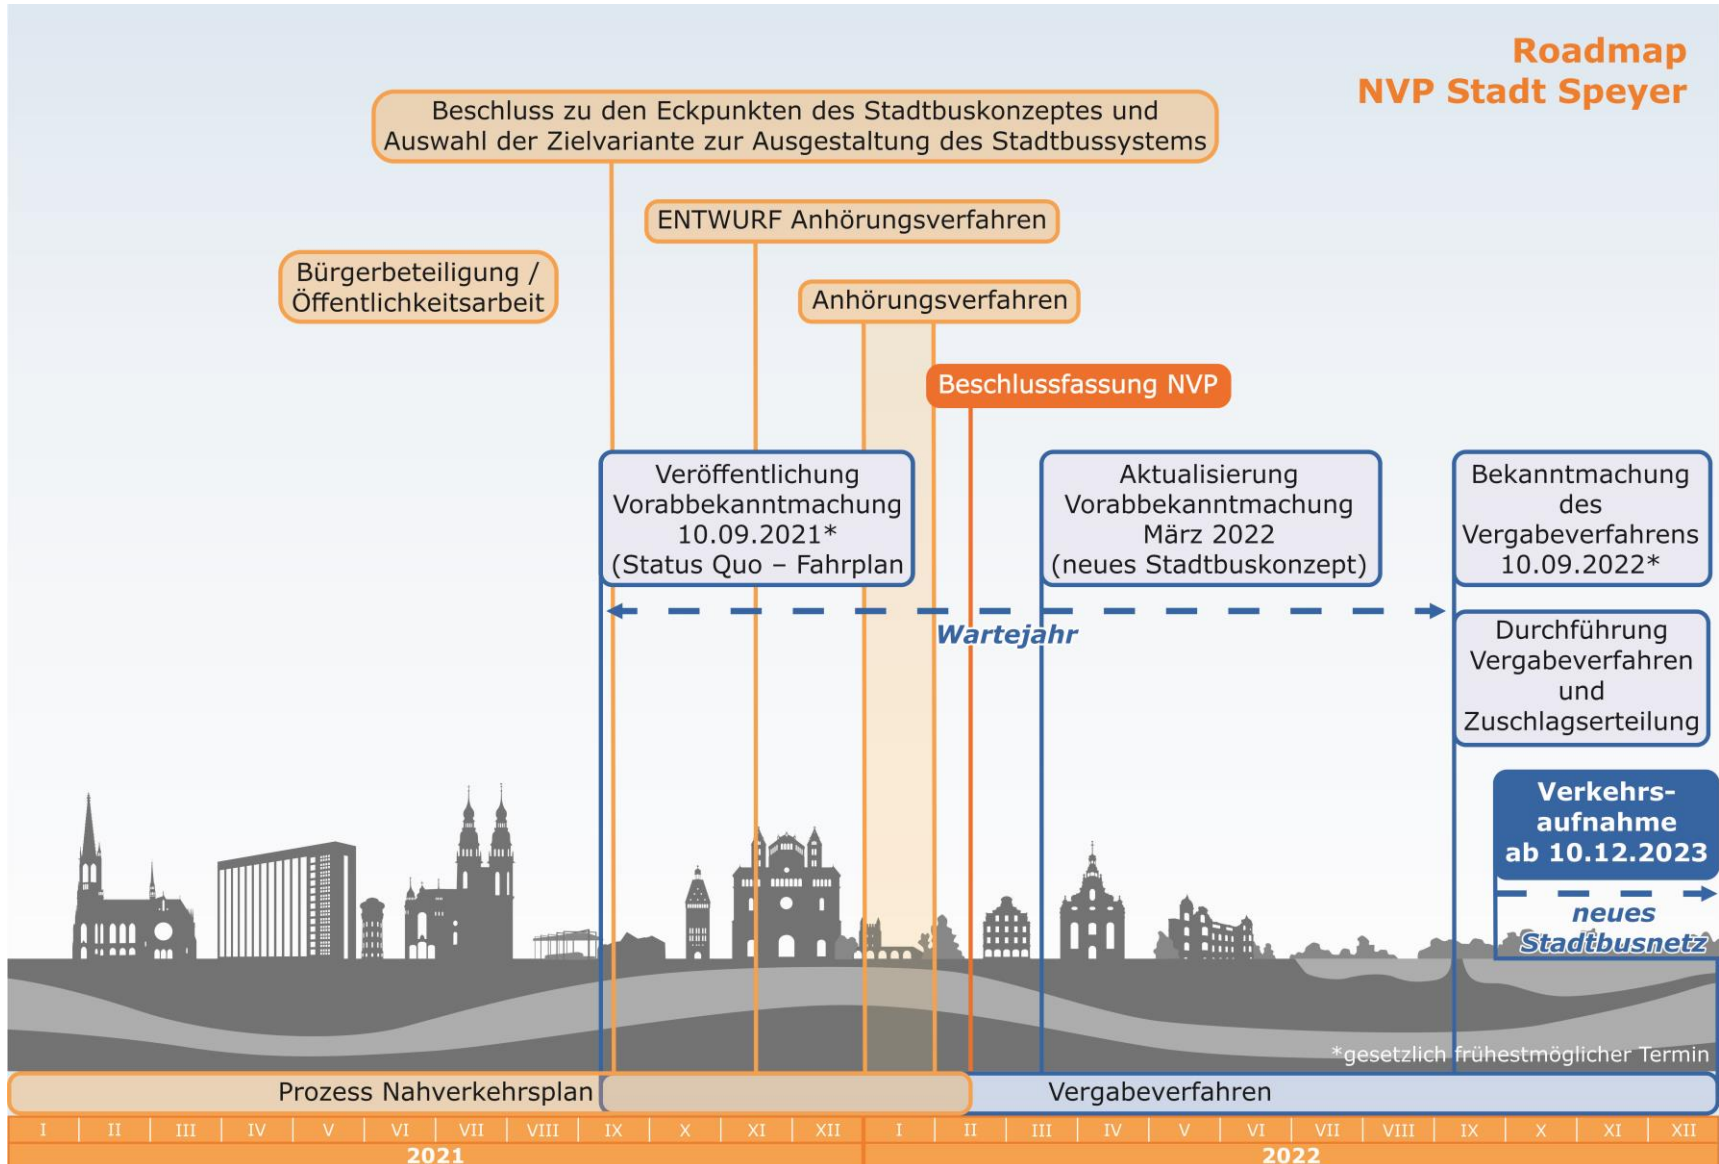 Roadmap
NVP Stadt Speyer
Beschluss zu den Eckpunkten des Stadtbuskonzeptes und
Auswahl der Zielvariante zur Ausgestaltung des Stadtbussystems
ENTWURF Anhörungsverfahren
Bürgerbeteiligung /
Öffentlichkeitsarbeit
Anhörungsverfahren
Beschlussfassung NVP
Veröffentlichung
Vorabbekanntmachung
10.09.2021*
(Status Quo – Fahrplan
Aktualisierung
Vorabbekanntmachung
März 2022
(neues Stadtbuskonzept)
Bekanntmachung
des
Vergabeverfahrens
10.09.2022*
Wartejahr
Durchführung
Vergabeverfahren
und
Zuschlagserteilung
Verkehrs-
aufnahme
ab 10.12.2023
neues
Stadtbusnetz
*gesetzlich frühestmöglicher Termin
Prozess Nahverkehrsplan
Vergabeverfahren
I II III IV V VI VII VIII IX X XI XII I II III IV V VI VII VIII IX X XI XII
2021 2022